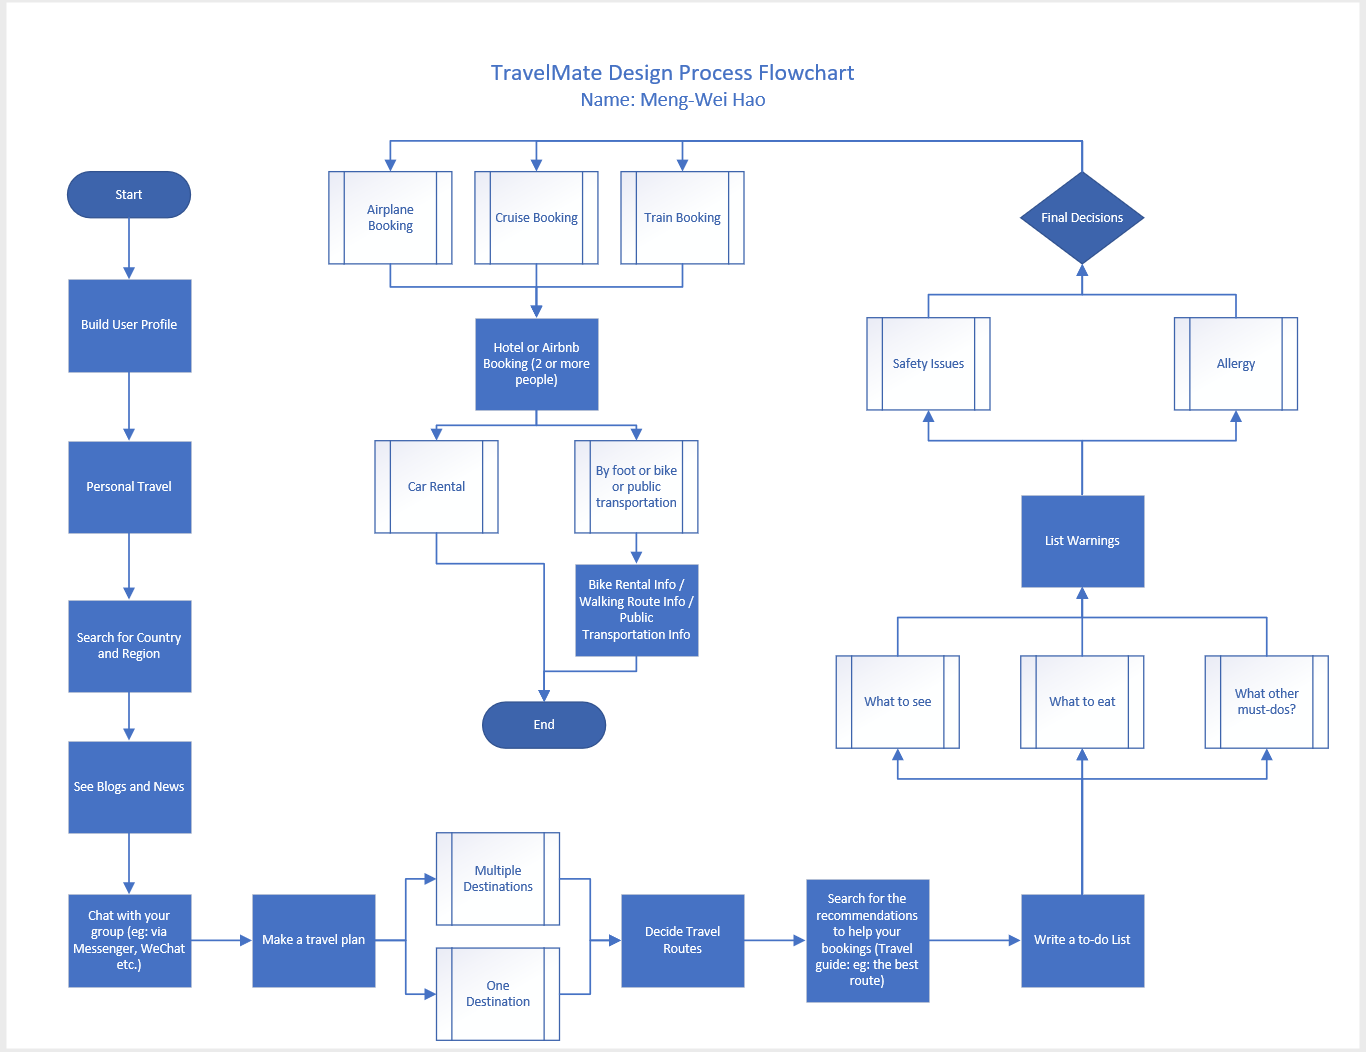 TravelMate Design Process Flowchart
Name: Meng-Wei Hao
Start
Build User Profile
Personal Travel
Search for Country
and Region
See Blogs and News
Chat with your
group (eg: via
Messenger, WeChat
etc.)
Make a travel plan
Multiple
Destinations
One
Destination
Decide Travel
Routes
Search for the
recommendations
to help your
bookings (Travel
guide: eg: the best
route)
Write a to-do List
What to see
What to eat
What other
must-dos?
List Warnings
Safety Issues
Allergy
Final Decisions
Airplane
Booking
Cruise Booking
Train Booking
Hotel or Airbnb
Booking (2 or more
people)
Car Rental
By foot or bike
or public
transportation
Bike Rental Info /
Walking Route Info /
Public
Transportation Info
End